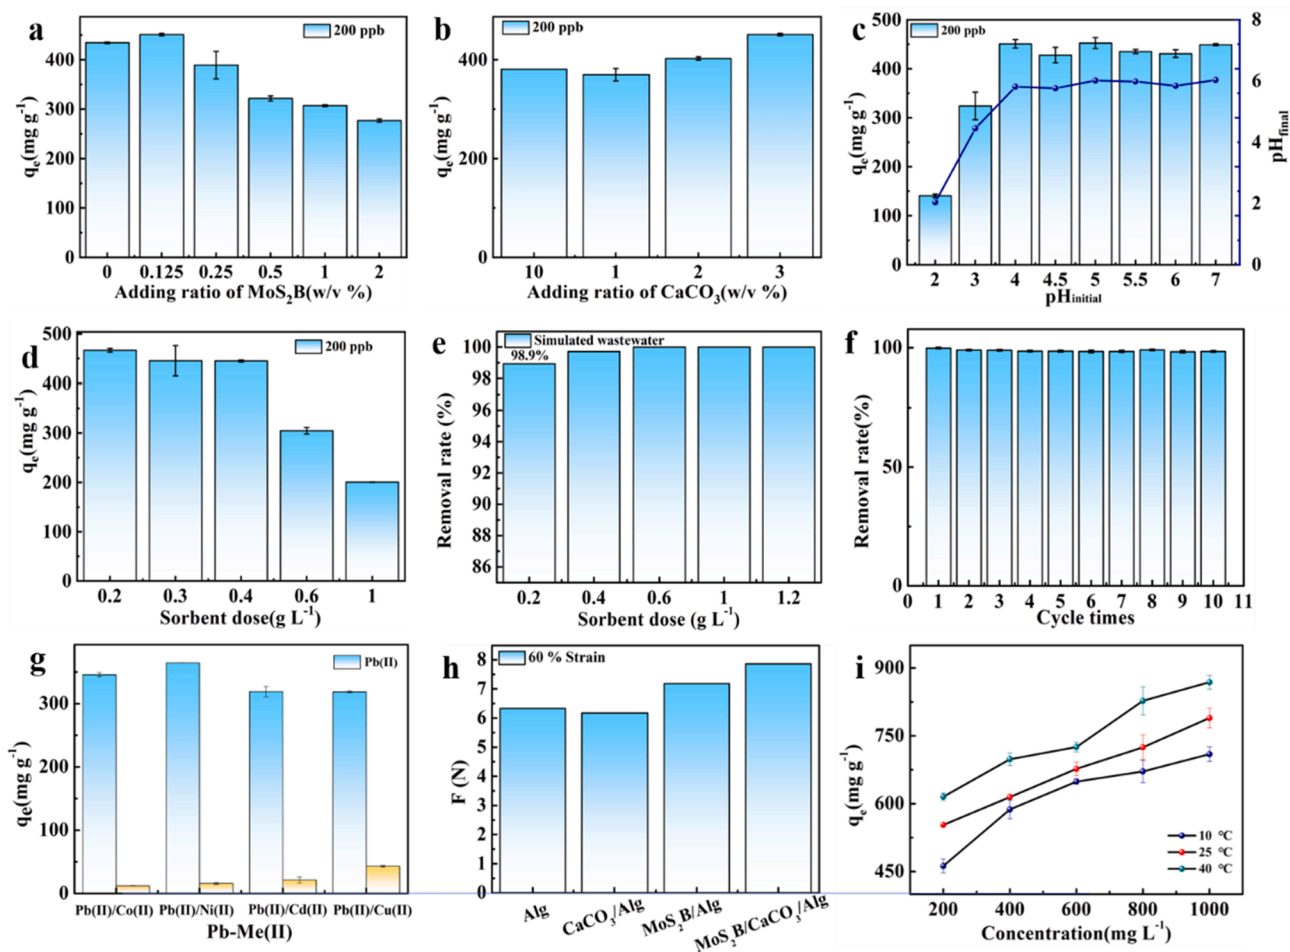 a
200 ppb
400
300
200
100
0
qe(mg g-1)
0 0.125 0.25 0.5 1 2
Adding ratio of MoS2B(w/v %)
b
200 ppb
400
200
0
qe(mg g-1)
10 1 2 3
Adding ratio of CaCO3(w/v %)
c
200 ppb
500
400
300
200
100
0
qe(mg g-1)
8
6
4
2
0
pHfinal
2 3 4 4.5 5 5.5 6 7
pHinitial
d
200 ppb
500
400
300
200
100
0
qe(mg g-1)
0.2 0.3 0.4 0.6 1
Sorbent dose(g L-1)
e
Simulated wastewater
98.9%
100
98
96
94
92
90
88
86
Removal rate (%)
0.2 0.4 0.6 1 1.2
Sorbent dose (g L-1)
f
100
50
0
Removal rate(%)
0 1 2 3 4 5 6 7 8 9 10 11
Cycle times
g
Pb(II)
300
200
100
0
qe(mg g-1)
Pb(II)/Co(II) Pb(II)/Ni(II) Pb(II)/Cd(II) Pb(II)/Cu(II)
Pb-Me(II)
h
60 % Strain
8
7
6
5
4
3
2
1
0
F (N)
Alg CaCO3/Alg MoS2B/Alg MoS2B/CaCO3/Alg
i
900
750
600
450
qe(mg g-1)
10 °C
25 °C
40 °C
200 400 600 800 1000
Concentration(mg L-1)